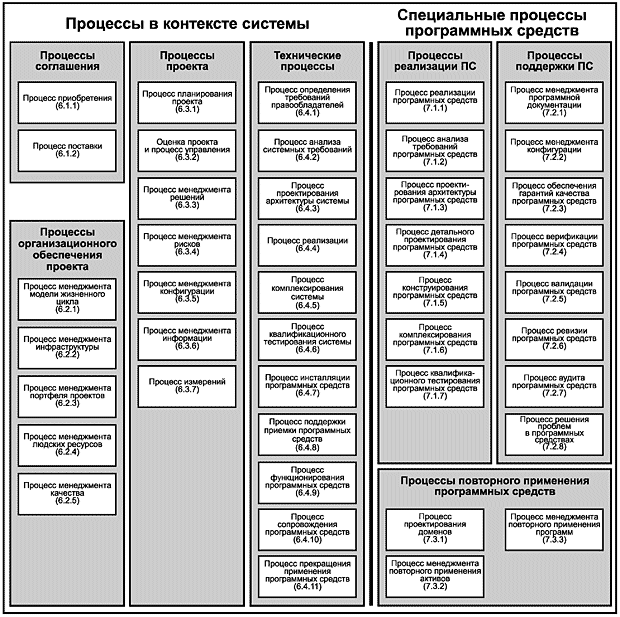 Процессы в контексте системы
Специальные процессы
программных средств
Процессы
соглашения
Процесс приобретения
(6.1.1)
Процесс поставки
(6.1.2)
Процессы
организационного
обеспечения
проекта
Процесс менеджмента
модели жизненного
цикла
(6.2.1)
Процесс менеджмента
инфраструктуры
(6.2.2)
Процесс менеджмента
портфеля проектов
(6.2.3)
Процесс менеджмента
людских ресурсов
(6.2.4)
Процесс менеджмента
качества
(6.2.5)
Процессы
проекта
Процесс планирования
проекта
(6.3.1)
Оценка проекта
и процесс управления
(6.3.2)
Процесс менеджмента
решений
(6.3.3)
Процесс менеджмента
рисков
(6.3.4)
Процесс менеджмента
конфигурации
(6.3.5)
Процесс менеджмента
информации
(6.3.6)
Процесс измерений
(6.3.7)
Технические
процессы
Процесс определения
требований
правообладателей
(6.4.1)
Процесс анализа
системных требований
(6.4.2)
Процесс
проектирования
архитектуры системы
(6.4.3)
Процесс реализации
(6.4.4)
Процесс
комплексирования
системы
(6.4.5)
Процесс
квалификационного
тестирования системы
(6.4.6)
Процесс инсталляции
программных средств
(6.4.7)
Процесс поддержки
приемки программных
средств
(6.4.8)
Процесс
функционирования
программных средств
(6.4.9)
Процесс
сопровождения
программных средств
(6.4.10)
Процесс прекращения
применения
программных средств
(6.4.11)
Процессы
реализации ПС
Процесс реализации
программных средств
(7.1.1)
Процесс анализа
требований
программных средств
(7.1.2)
Процесс проекти-
рования архитектуры
программных средств
(7.1.3)
Процесс детального
проектирования
программных средств
(7.1.4)
Процесс
конструирования
программных средств
(7.1.5)
Процесс
комплексирования
программных средств
(7.1.6)
Процесс квалифика-
ционного тестирования
программных средств
(7.1.7)
Процессы
поддержки ПС
Процесс менеджмента
программной
документации
(7.2.1)
Процесс менеджмента
конфигурации
(7.2.2)
Процесс обеспечения
гарантий качества
программных средств
(7.2.3)
Процесс верификации
программных средств
(7.2.4)
Процесс валидации
программных средств
(7.2.5)
Процесс ревизии
программных средств
(7.2.6)
Процесс аудита
программных средств
(7.2.7)
Процесс решения
проблем
в программных
средствах
(7.2.8)
Процессы повторного применения
программных средств
Процесс
проектирования
доменов
(7.3.1)
Процесс менеджмента
повторного применения
активов
(7.3.2)
Процесс менеджмента
повторного применения
программ
(7.3.3)